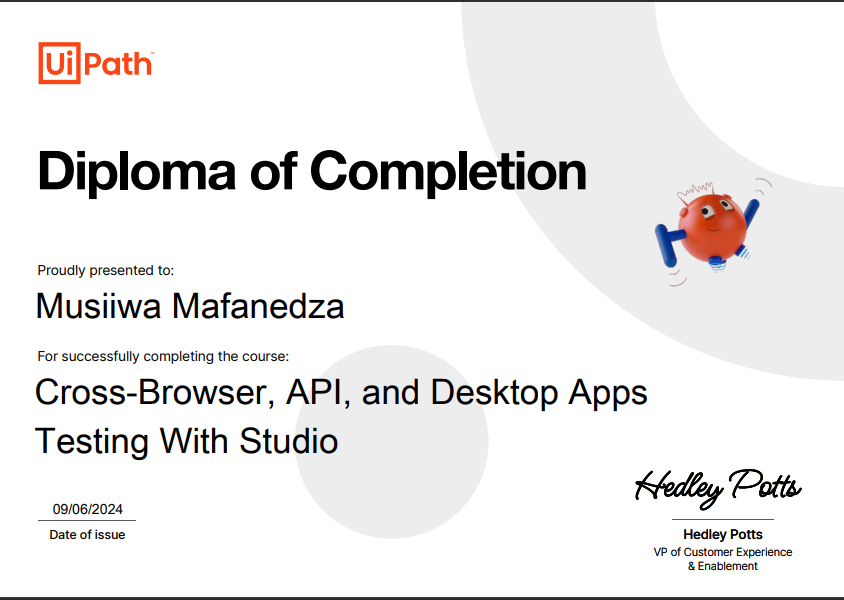 UiPath™
Diploma of Completion
Proudly presented to:
Musiiwa Mafanedza
For successfully completing the course:
Cross-Browser, API, and Desktop Apps
Testing With Studio
09/06/2024
Date of issue
Hedley Potts
Hedley Potts
VP of Customer Experience
& Enablement